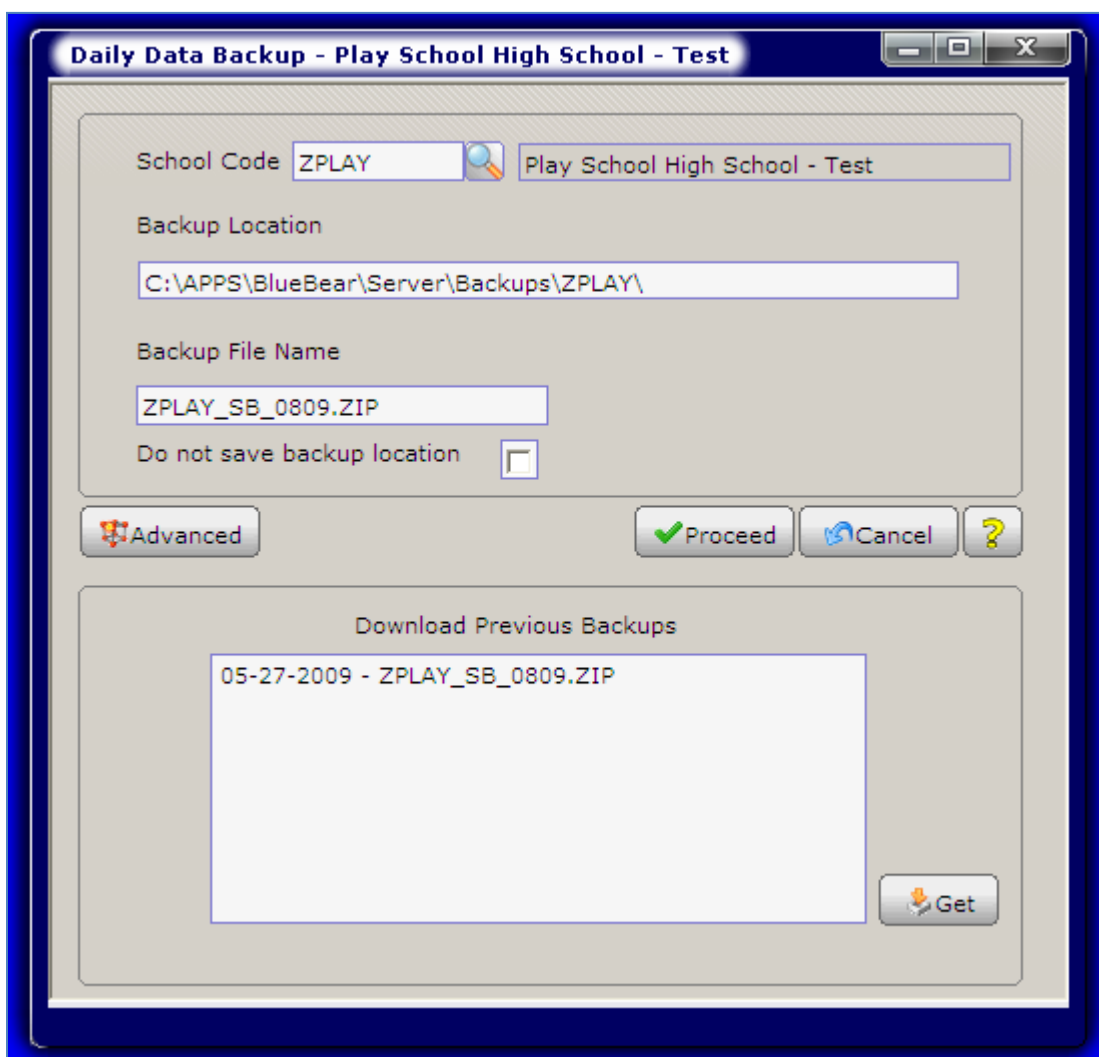 Daily Data Backup - Play School High School - Test
School Code ZPLAY Play School High School - Test
Backup Location
C:\APPS\BlueBear\Server\Backups\ZPLAY\
Backup File Name
ZPLAY_SB_0809.ZIP
Do not save backup location
Advanced Proceed Cancel ?
Download Previous Backups
05-27-2009 - ZPLAY_SB_0809.ZIP
Get